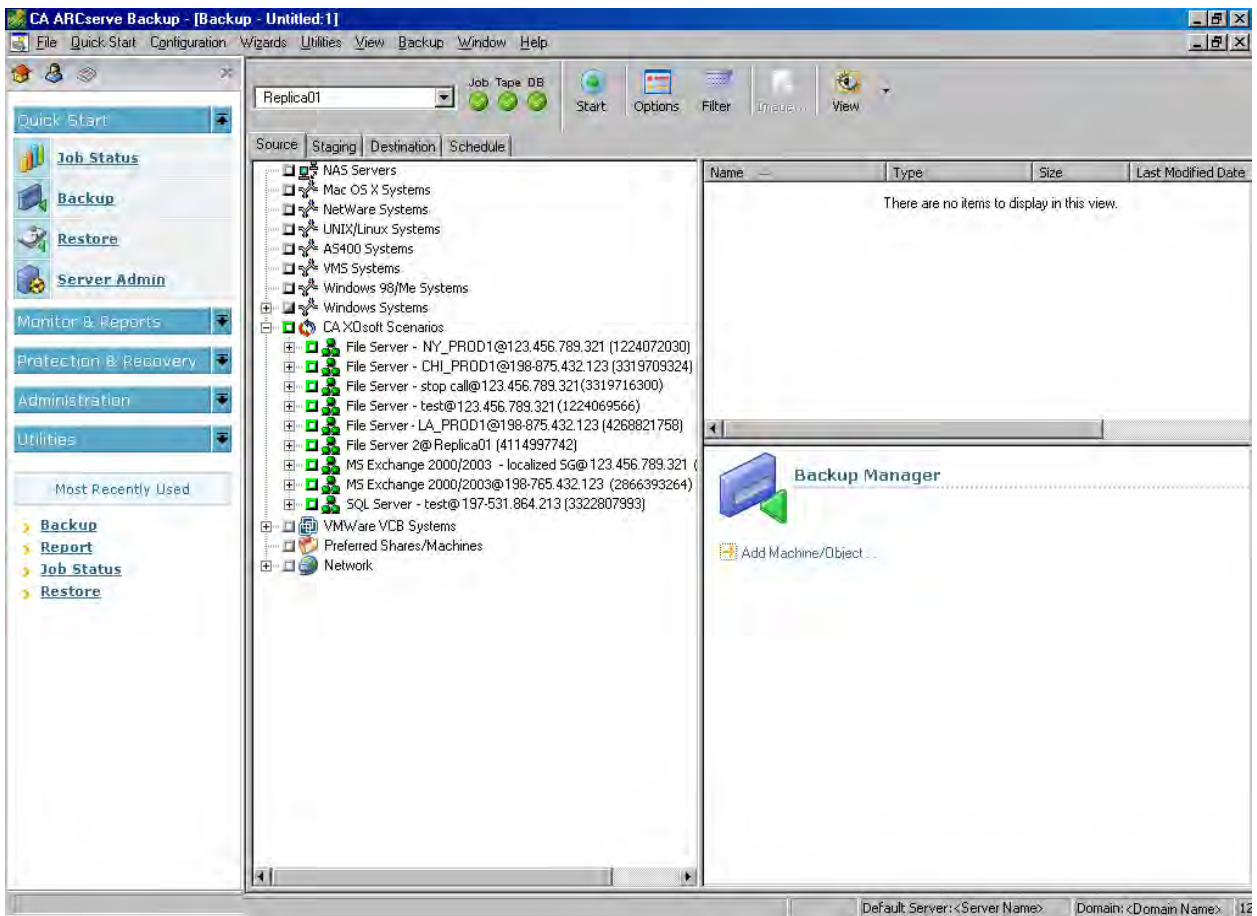 CA ARCserve Backup - [Backup - Untitled:1]
File Quick Start Configuration Wizards Utilities View Backup Window Help
Replica01
Job Tape DB
Start Options Filter Image... View
Quick Start
Job Status
Backup
Restore
Server Admin
Monitor & Reports
Protection & Recovery
Administration
Utilities
Most Recently Used
Backup
Report
Job Status
Restore
Source Staging Destination Schedule
NAS Servers
Mac OS X Systems
NetWare Systems
UNIX/Linux Systems
AS400 Systems
VMS Systems
Windows 98/Me Systems
Windows Systems
CA XOsoft Scenarios
File Server - NY_PROD1@123.456.789.321 (1224072030)
File Server - CHI_PROD1@198-875.432.123 (3319709324)
File Server - stop call@123.456.789.321(3319716300)
File Server - test@123.456.789.321 (1224069566)
File Server - LA_PROD1@198-875.432.123 (4268821758)
File Server 2@Replica01 (4114997742)
MS Exchange 2000/2003 - localized SG@123.456.789.321 (
MS Exchange 2000/2003@198-765.432.123 (2866393264)
SQL Server - test@197-531.864.213 (3322807993)
VMWare VCB Systems
Preferred Shares/Machines
Network
Name Type Size Last Modified Date
There are no items to display in this view.
Backup Manager
Add Machine/Object ...
Default Server:<Server Name> Domain:<Domain Name> 12